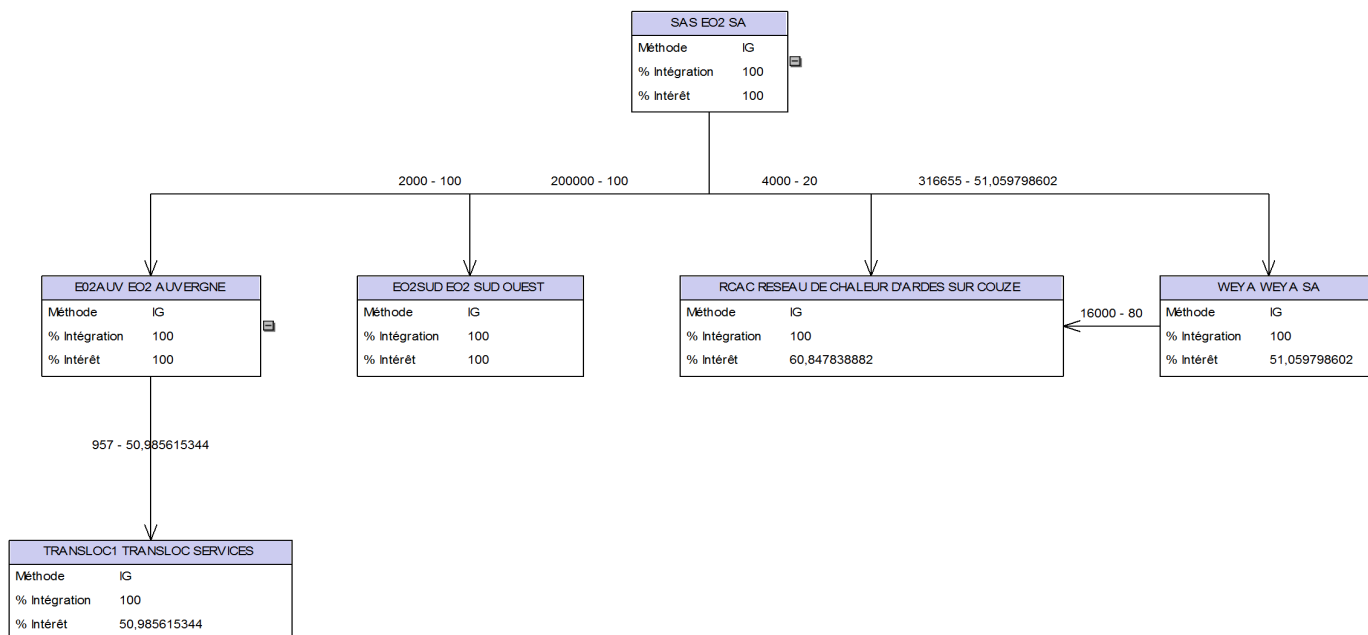 SAS EO2 SA
Méthode IG
% Intégration 100
% Intérêt 100
2000 - 100
200000 - 100
4000 - 20
316655 - 51,059798602
E02AUV EO2 AUVERGNE
Méthode IG
% Intégration 100
% Intérêt 100
EO2SUD EO2 SUD OUEST
Méthode IG
% Intégration 100
% Intérêt 100
RCAC RESEAU DE CHALEUR D'ARDES SUR COUZE
Méthode IG
% Intégration 100
% Intérêt 60,847838882
16000 - 80
WEYA WEYA SA
Méthode IG
% Intégration 100
% Intérêt 51,059798602
957 - 50,985615344
TRANSLOC1 TRANSLOC SERVICES
Méthode IG
% Intégration 100
% Intérêt 50,985615344